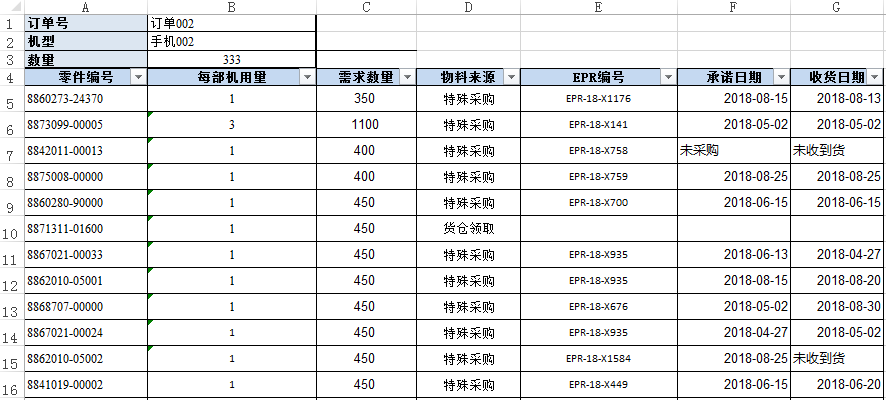 A B C D E F G
1 订单号 订单002
2 机型 手机002
3 数量 333
4 零件编号 每部机用量 需求数量 物料来源 EPR编号 承诺日期 收货日期
5 8860273-24370 1 350 特殊采购 EPR-18-X1176 2018-08-15 2018-08-13
6 8873099-00005 3 1100 特殊采购 EPR-18-X141 2018-05-02 2018-05-02
7 8842011-00013 1 400 特殊采购 EPR-18-X758 未采购 未收到货
8 8875008-00000 1 400 特殊采购 EPR-18-X759 2018-08-25 2018-08-25
9 8860280-90000 1 450 特殊采购 EPR-18-X700 2018-06-15 2018-06-15
10 8871311-01600 1 450 货仓领取
11 8867021-00033 1 450 特殊采购 EPR-18-X935 2018-06-13 2018-04-27
12 8862010-05001 1 450 特殊采购 EPR-18-X935 2018-08-15 2018-08-20
13 8868707-00000 1 450 特殊采购 EPR-18-X676 2018-05-02 2018-08-30
14 8867021-00024 1 450 特殊采购 EPR-18-X935 2018-04-27 2018-05-02
15 8862010-05002 1 450 特殊采购 EPR-18-X1584 2018-08-25 未收到货
16 8841019-00002 1 450 特殊采购 EPR-18-X449 2018-06-15 2018-06-20